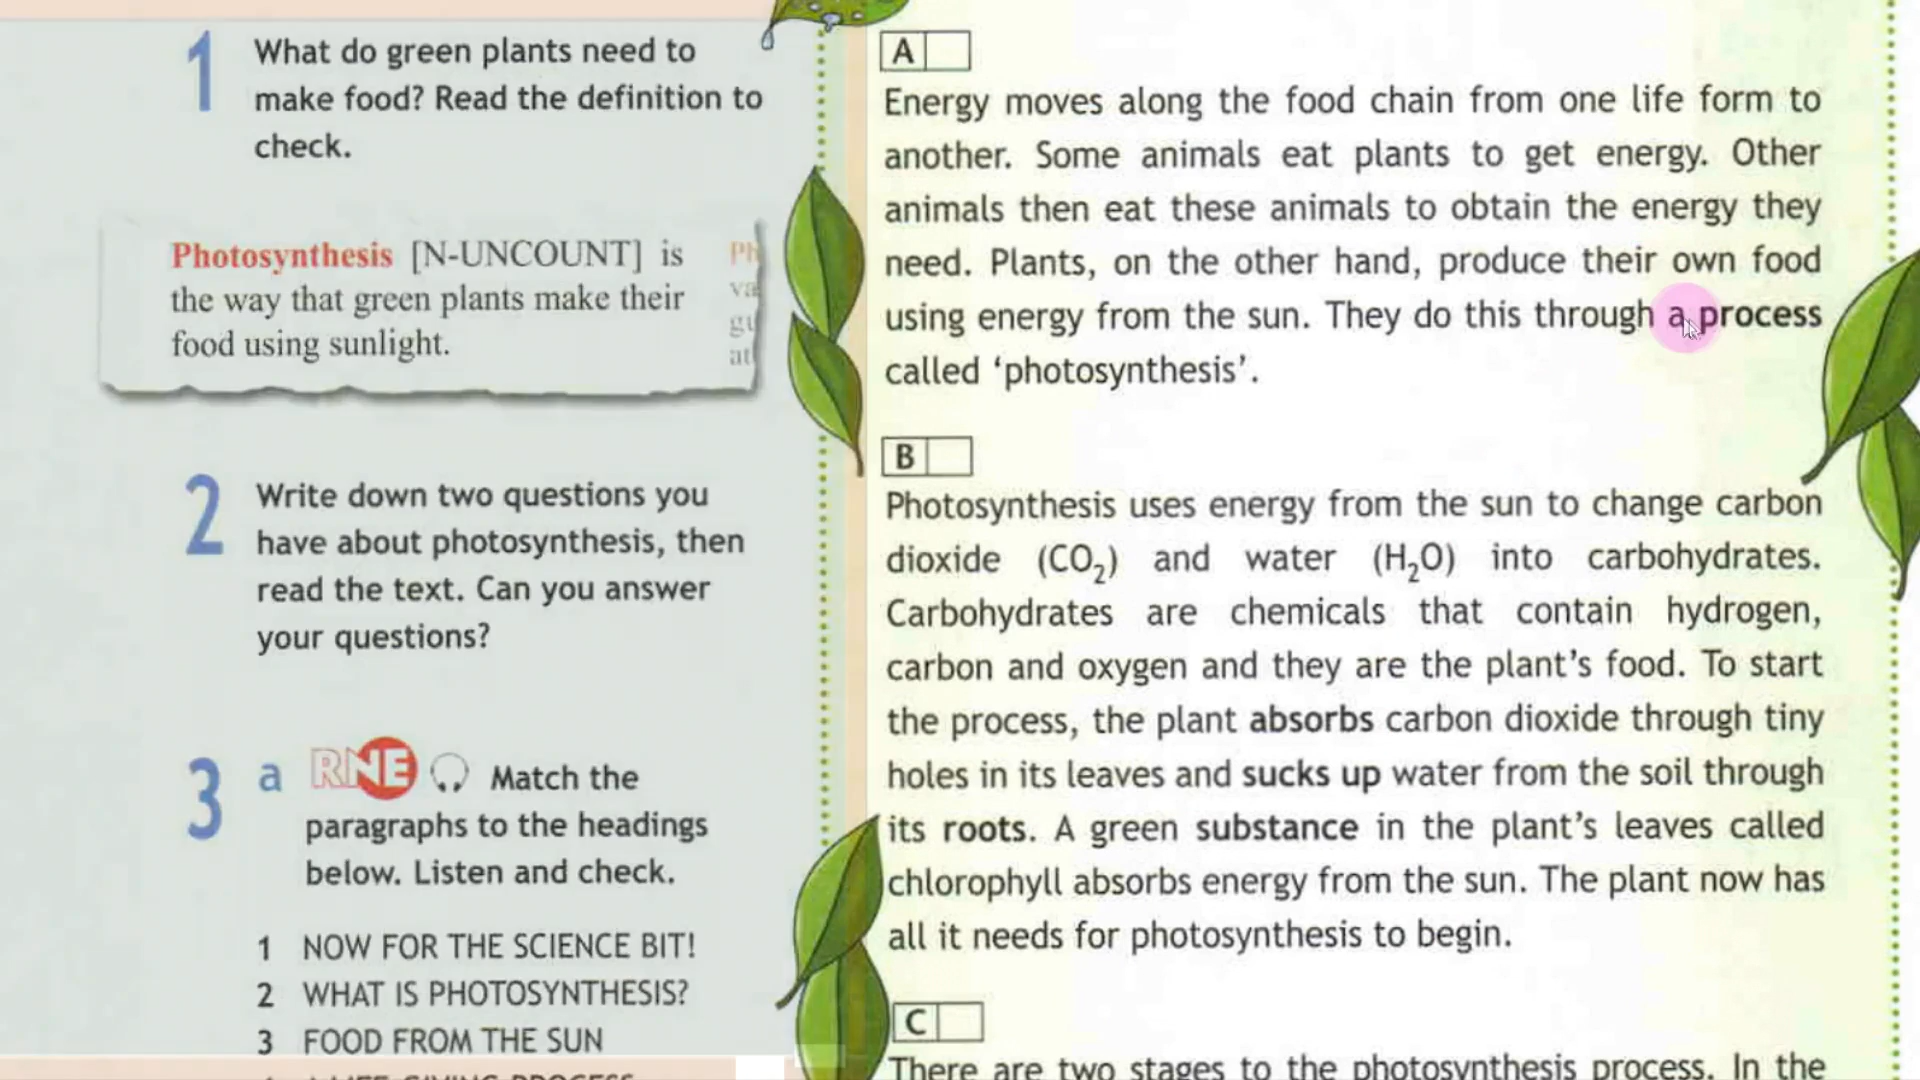 1 What do green plants need to
make food? Read the definition to
check.
Photosynthesis [N-UNCOUNT] is
the way that green plants make their
food using sunlight.
Ph
va
gu
at
2 Write down two questions you
have about photosynthesis, then
read the text. Can you answer
your questions?
3 a RNE Match the
paragraphs to the headings
below. Listen and check.
1 NOW FOR THE SCIENCE BIT!
2 WHAT IS PHOTOSYNTHESIS?
3 FOOD FROM THE SUN
A
Energy moves along the food chain from one life form to
another. Some animals eat plants to get energy. Other
animals then eat these animals to obtain the energy they
need. Plants, on the other hand, produce their own food
using energy from the sun. They do this through a process
called ‘photosynthesis’.
B
Photosynthesis uses energy from the sun to change carbon
dioxide (CO₂) and water (H₂O) into carbohydrates.
Carbohydrates are chemicals that contain hydrogen,
carbon and oxygen and they are the plant’s food. To start
the process, the plant absorbs carbon dioxide through tiny
holes in its leaves and sucks up water from the soil through
its roots. A green substance in the plant’s leaves called
chlorophyll absorbs energy from the sun. The plant now has
all it needs for photosynthesis to begin.
C
There are two stages to the photosynthesis process. In the